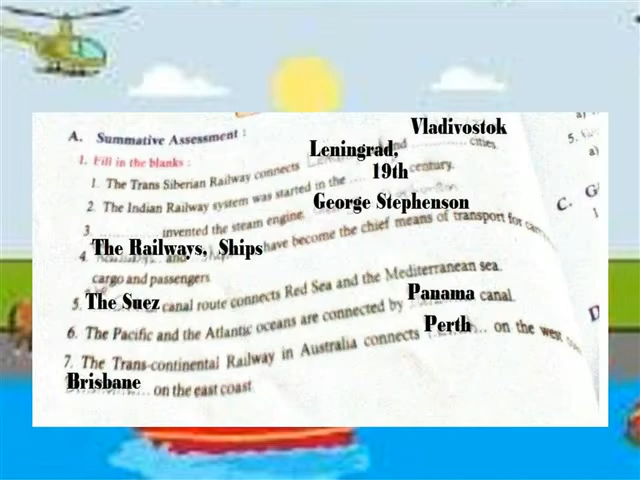 A. Summative Assessment :
1. Fill in the blanks :
1. The Trans Siberian Railway connects Leningrad, and Vladivostok cities.
2. The Indian Railway system was started in the 19th century.
3. ............ invented the steam engine. George Stephenson
4. The Railways, and Ships have become the chief means of transport for
cargo and passengers
5. The Suez canal route connects Red Sea and the Mediterranean sea.
6. The Pacific and the Atlantic oceans are connected by Panama canal.
7. The Trans-continental Railway in Australia connects Perth ... on the west
Brisbane ... on the east coast
5.
a)
C. G
1
D